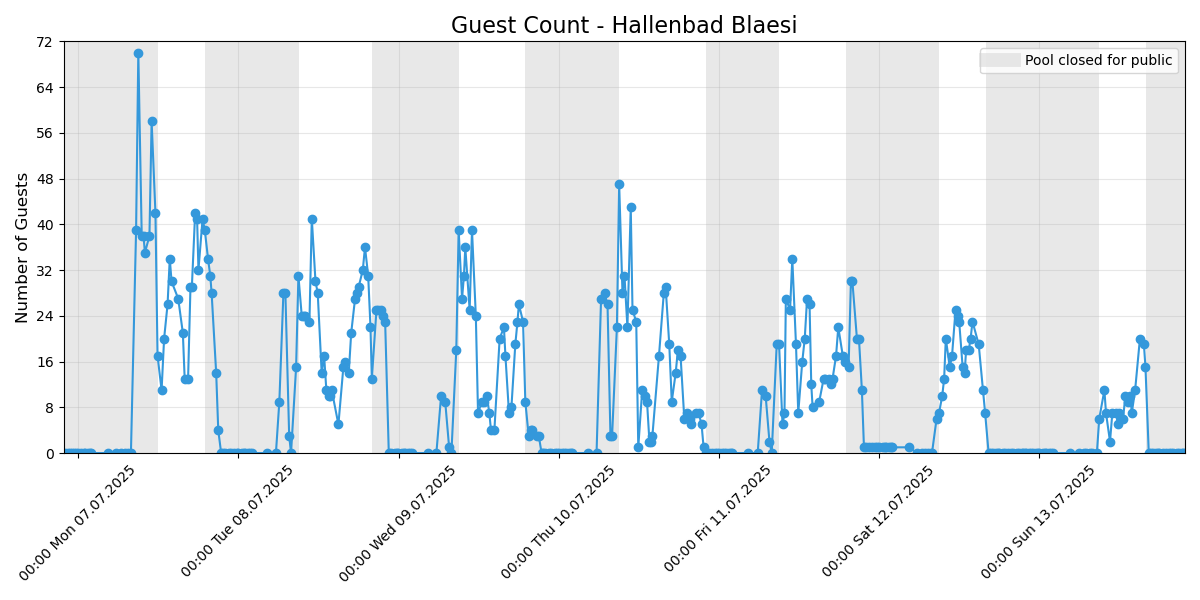 Guest Count - Hallenbad Blaesi
Pool closed for public
Number of Guests
72
64
56
48
40
32
24
16
8
0
00:00 Mon 07.07.2025
00:00 Tue 08.07.2025
00:00 Wed 09.07.2025
00:00 Thu 10.07.2025
00:00 Fri 11.07.2025
00:00 Sat 12.07.2025
00:00 Sun 13.07.2025